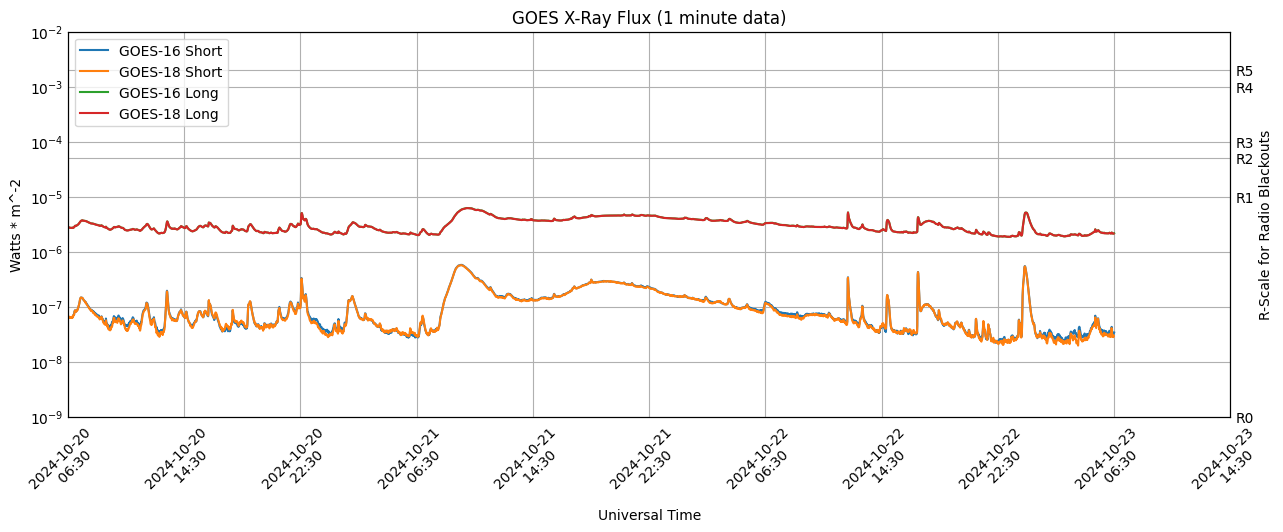 GOES X-Ray Flux (1 minute data)
GOES-16 Short
GOES-18 Short
GOES-16 Long
GOES-18 Long
10^-2
10^-3
10^-4
10^-5
10^-6
10^-7
10^-8
10^-9
Watts * m^-2
R5
R4
R3
R2
R1
R0
R-Scale for Radio Blackouts
2024-10-20
06:30
2024-10-20
14:30
2024-10-20
22:30
2024-10-21
06:30
2024-10-21
14:30
2024-10-21
22:30
2024-10-22
06:30
2024-10-22
14:30
2024-10-22
22:30
2024-10-23
06:30
2024-10-23
14:30
Universal Time